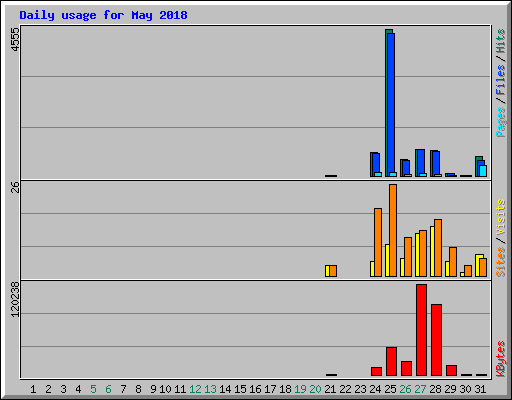 Daily usage for May 2018
4555
26
120238
Pages / Files / Hits
Sites / Visits
KBytes
1 2 3 4 5 6 7 8 9 10 11 12 13 14 15 16 17 18 19 20 21 22 23 24 25 26 27 28 29 30 31